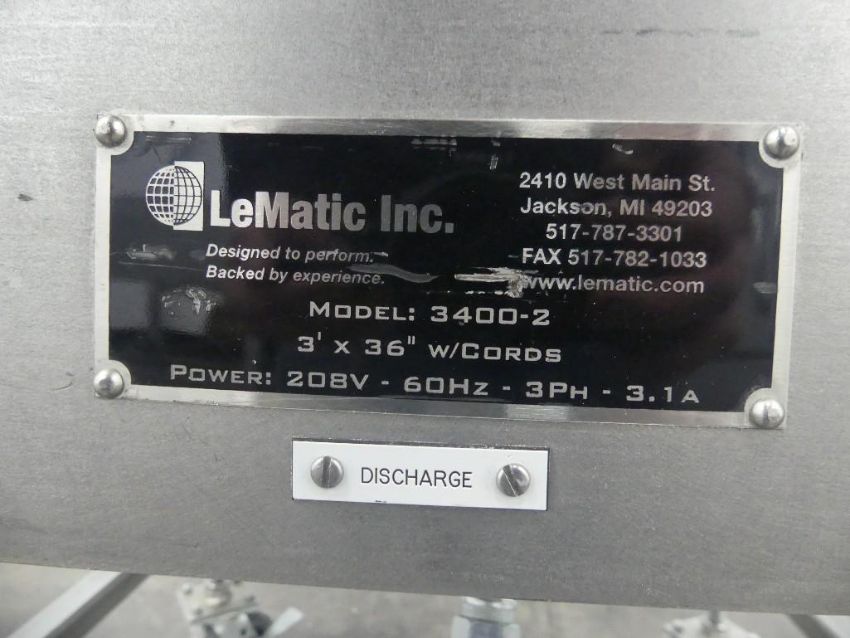 LeMatic Inc.
Designed to perform.
Backed by experience.
2410 West Main St.
Jackson, MI 49203
517-787-3301
FAX 517-782-1033
www.lematic.com
MODEL: 3400-2
3' X 36" W/CORDS
POWER: 208V - 60HZ - 3PH - 3.1A
DISCHARGE